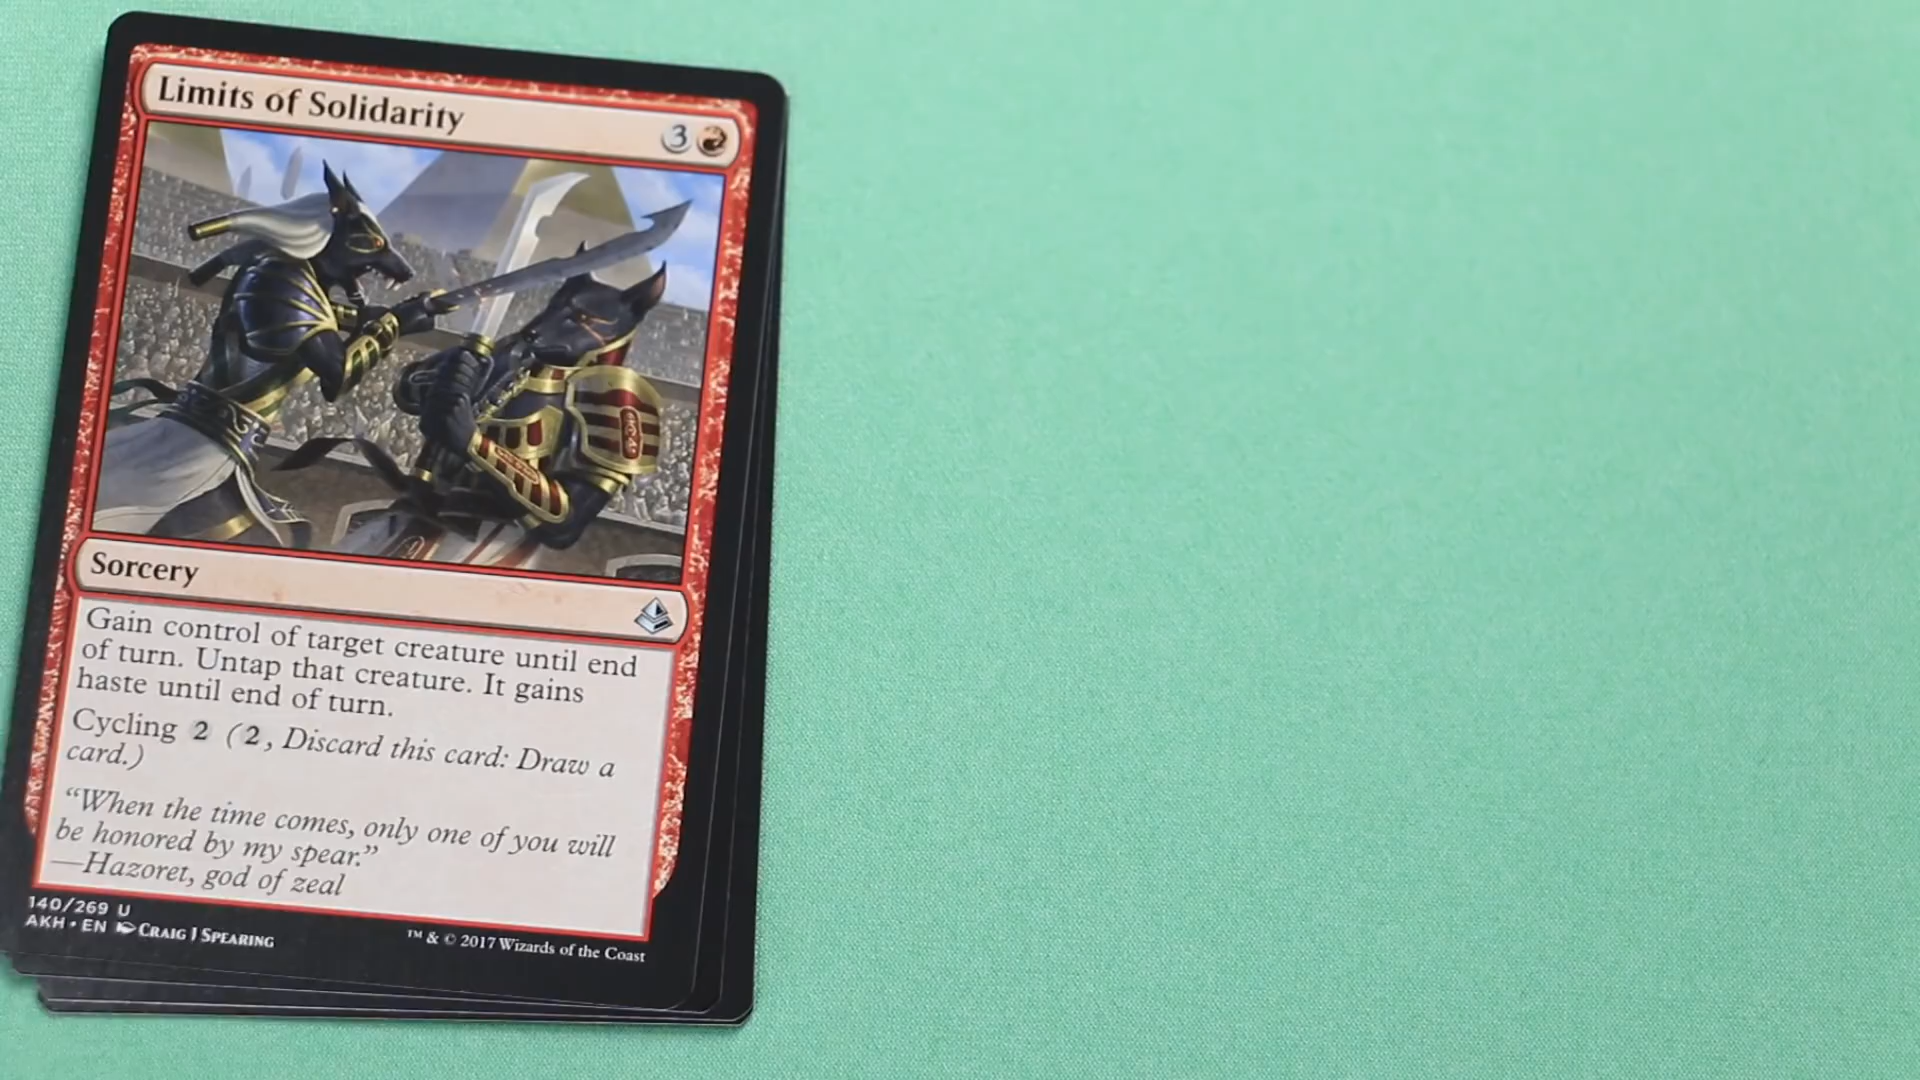 Limits of Solidarity
3
Sorcery
Gain control of target creature until end
of turn. Untap that creature. It gains
haste until end of turn.
Cycling 2 (2, Discard this card: Draw a
card.)
“When the time comes, only one of you will
be honored by my spear.”
—Hazoret, god of zeal
140/269 U
AKH • EN CRAIG J SPEARING
™ & © 2017 Wizards of the Coast